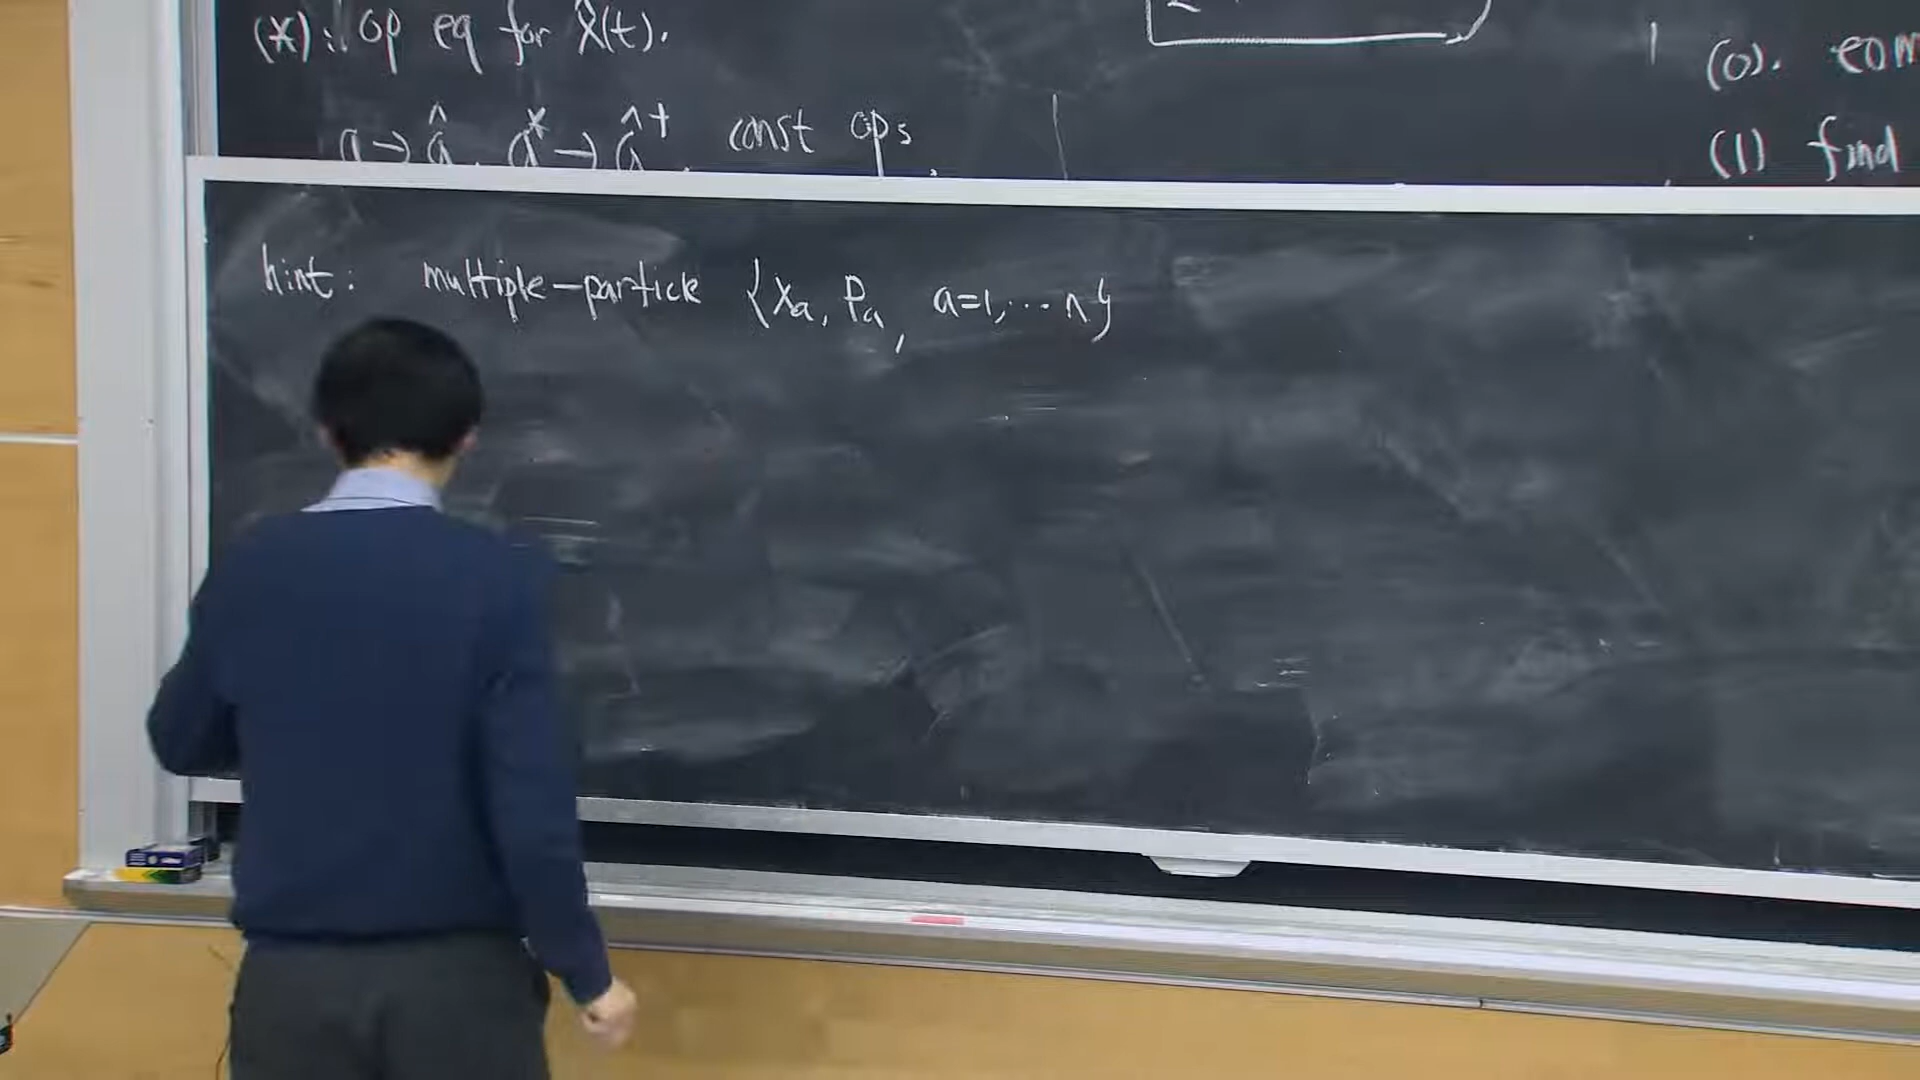 (*): op eq for x̂(t).
a → â, a* → â†. const ops.
(0). eom
(1) find
hint: multiple-particle {xₐ, pₐ, a=1,⋯n}